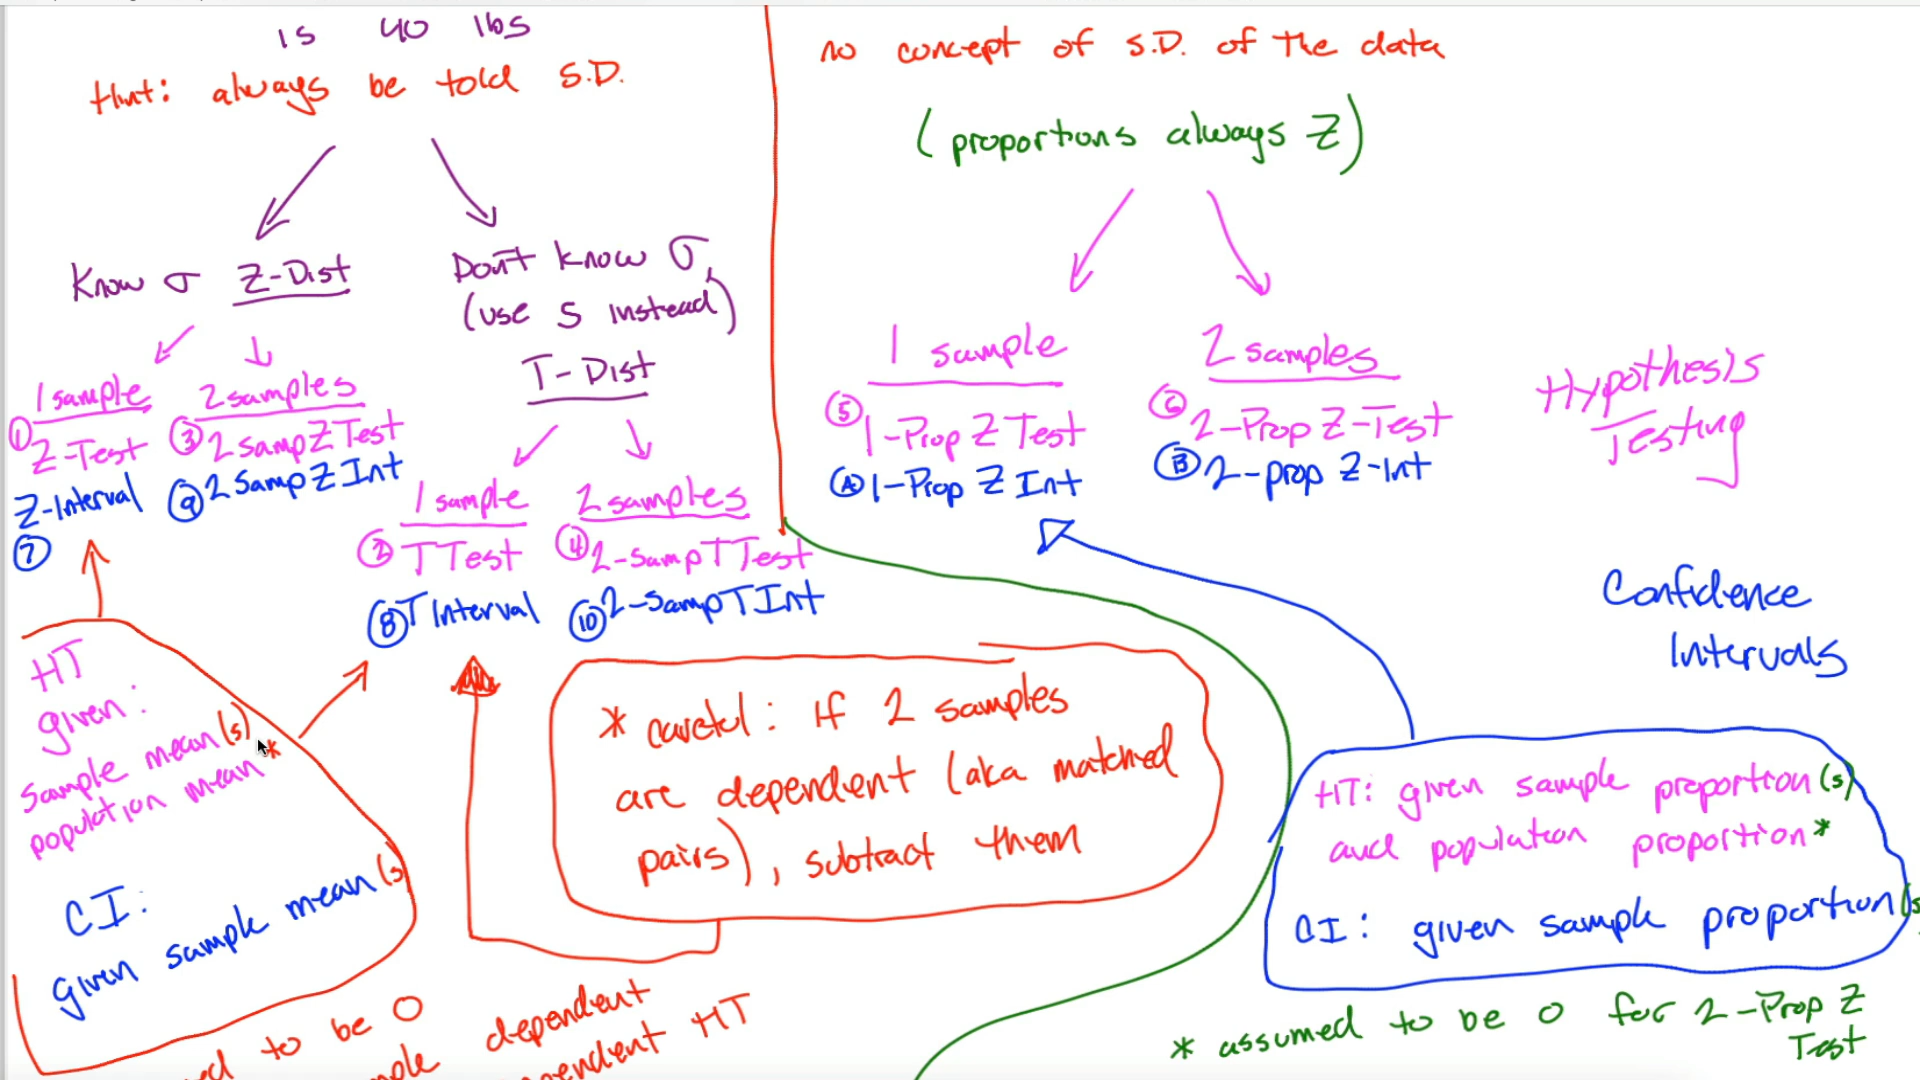 is 40 lbs
Hint: always be told S.D.
Know σ Z-Dist
Don't know σ,
(use S instead)
T-Dist
1 sample
① Z-Test
Z-Interval
⑦
2 samples
③ 2 samp Z Test
⑨ 2 Samp Z Int
1 sample
② T Test
⑧ T Interval
2 samples
④ 2-Samp T Test
⑩ 2-Samp T Int
HT
given:
sample mean(s)
population mean*
CI:
given sample mean(s)
to be 0
dependent
HT
* careful: if 2 samples
are dependent (aka matched
pairs), subtract them
no concept of S.D. of the data
(proportions always Z)
1 sample
⑤ 1-Prop Z Test
Ⓐ 1-Prop Z Int
2 samples
⑥ 2-Prop Z-Test
Ⓑ 2-prop Z-Int
Hypothesis
Testing
Confidence
Intervals
HT: given sample proportion(s)
and population proportion*
CI: given sample proportion(s
* assumed to be 0 for 2-Prop Z
Test